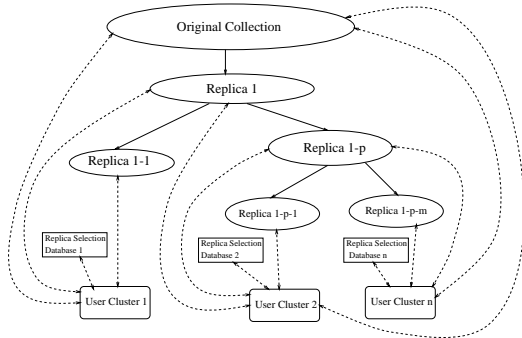 Original Collection
Replica 1
Replica 1-1
Replica 1-p
Replica 1-p-1
Replica 1-p-m
Replica Selection
Database 1
Replica Selection
Database 2
Replica Selection
Database n
User Cluster 1
User Cluster 2
User Cluster n